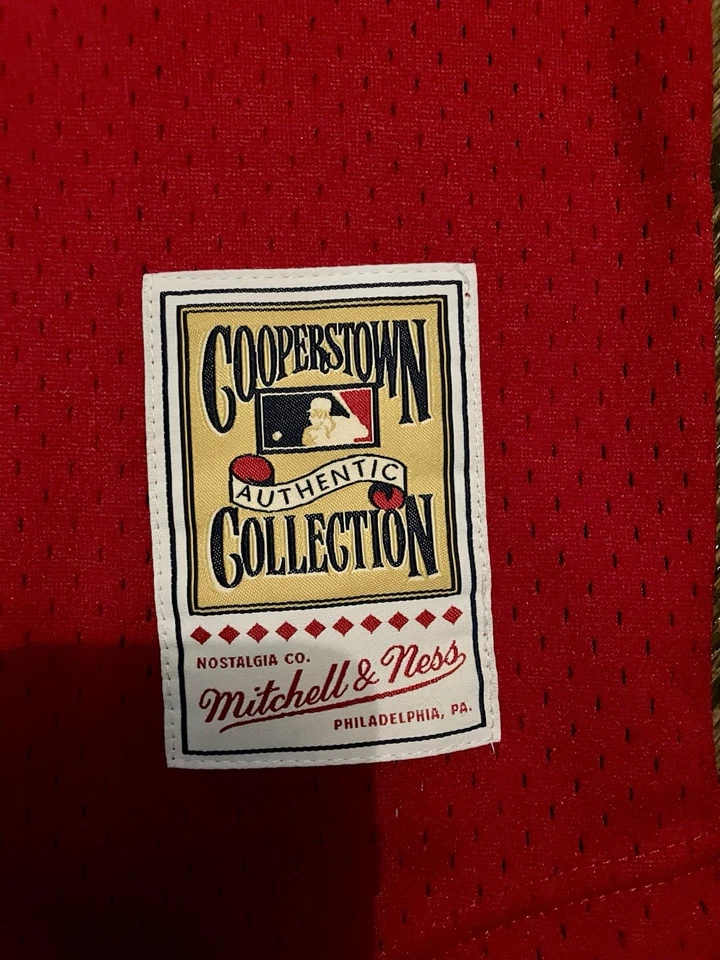 COOPERSTOWN
AUTHENTIC
COLLECTION
NOSTALGIA CO.
Mitchell & Ness
PHILADELPHIA, PA.